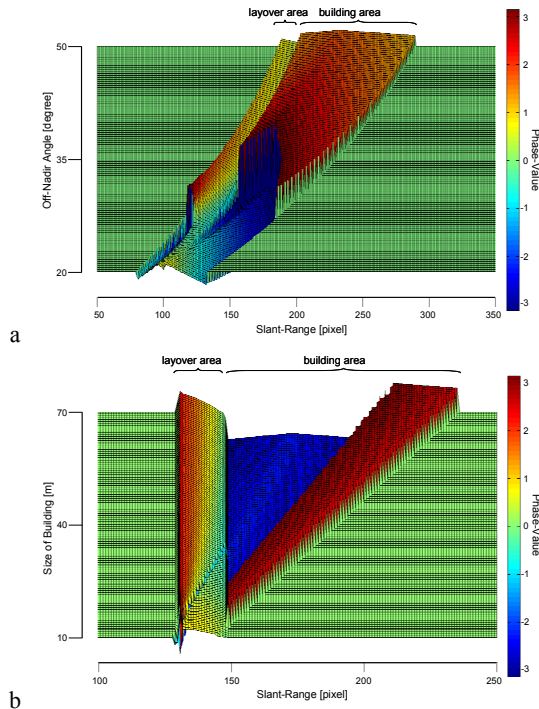 layover area building area
50
35
20
Off-Nadir Angle [degree]
50 100 150 200 250 300 350
Slant-Range [pixel]
3
2
1
0
-1
-2
-3
Phase-Value
a
layover area building area
70
40
10
Size of Building [m]
100 150 200 250
Slant-Range [pixel]
3
2
1
0
-1
-2
-3
Phase-Value
b